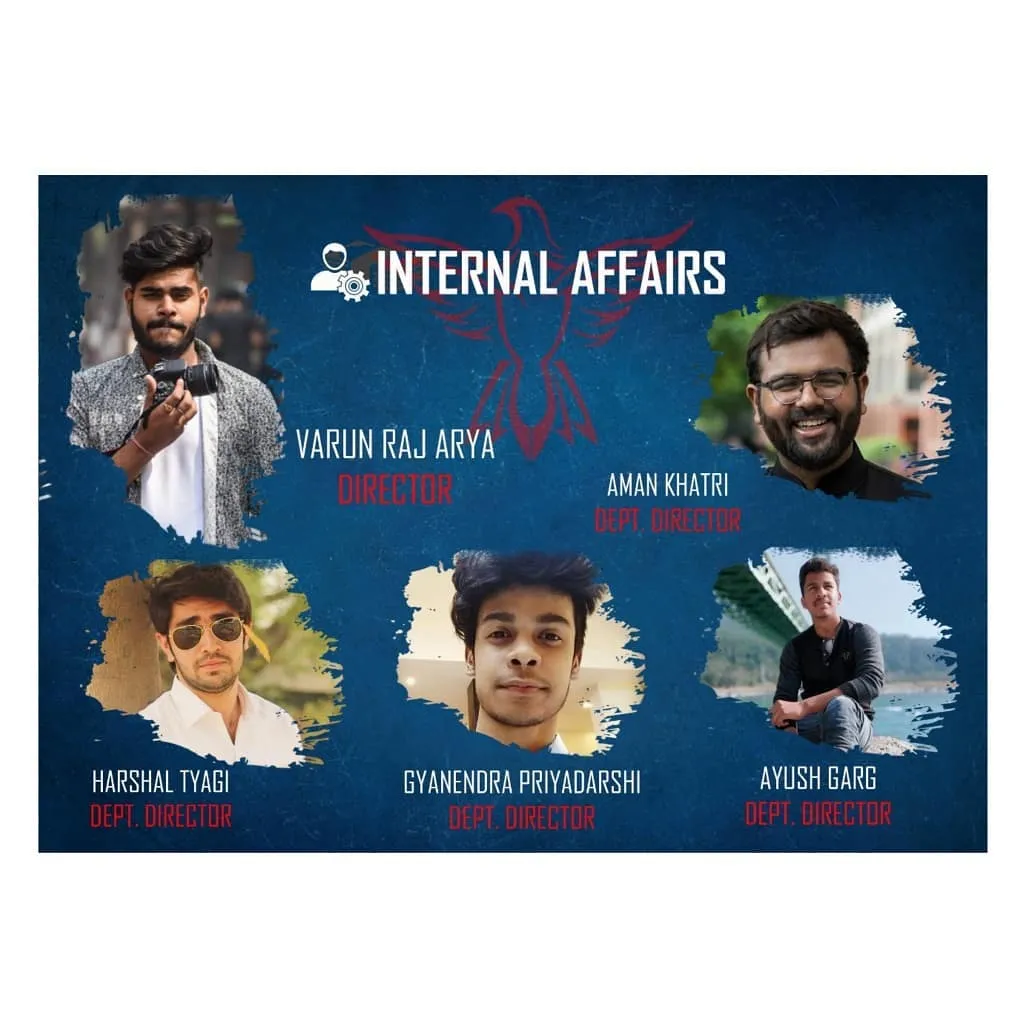 INTERNAL AFFAIRS
VARUN RAJ ARYA
DIRECTOR
AMAN KHATRI
DEPT. DIRECTOR
HARSHAL TYAGI
DEPT. DIRECTOR
GYANENDRA PRIYADARSHI
DEPT. DIRECTOR
AYUSH GARG
DEPT. DIRECTOR